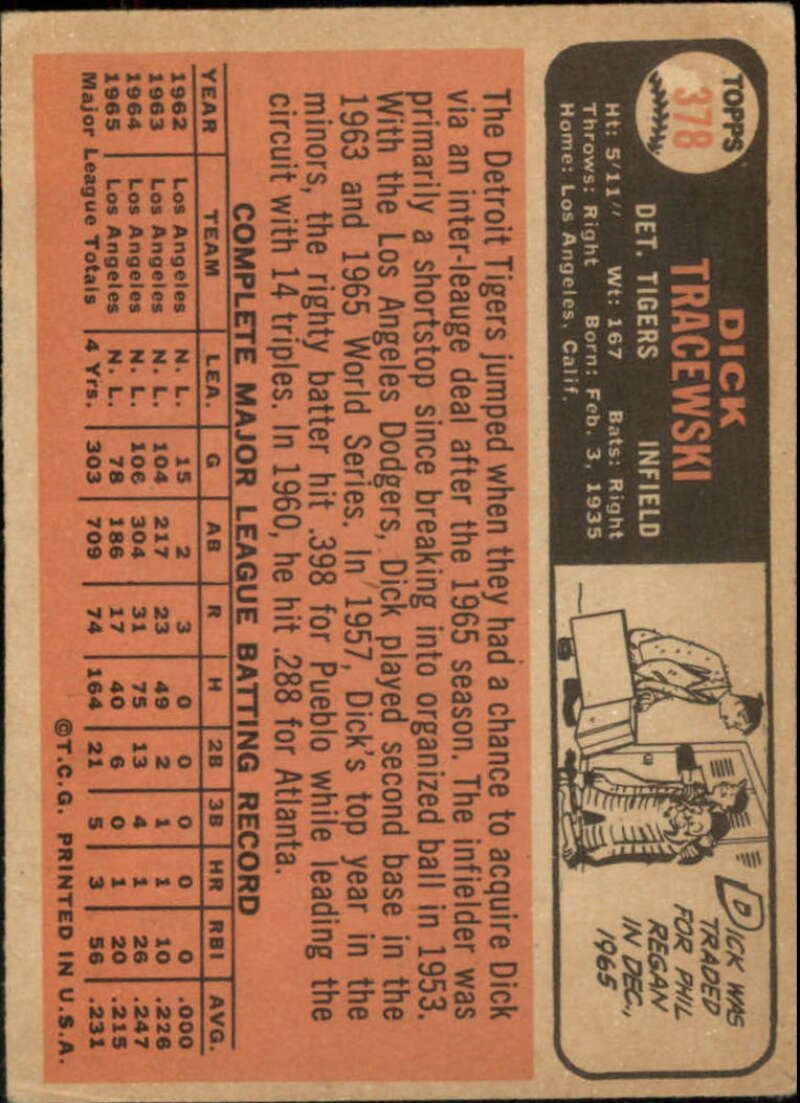 TOPPS
378
DICK
TRACEWSKI
DET. TIGERS INFIELD
Ht: 5/11" Wt: 167 Bats: Right
Throws: Right Born: Feb. 3, 1935
Home: Los Angeles, Calif.
DICK WAS
TRADED
FOR PHIL
REGAN
IN DEC.,
1965
The Detroit Tigers jumped when they had a chance to acquire Dick
via an inter-leauge deal after the 1965 season. The infielder was
primarily a shortstop since breaking into organized ball in 1953.
With the Los Angeles Dodgers, Dick played second base in the
1963 and 1965 World Series. In 1957, Dick's top year in the
minors, the righty batter hit .398 for Pueblo while leading the
circuit with 14 triples. In 1960, he hit .288 for Atlanta.
COMPLETE MAJOR LEAGUE BATTING RECORD
YEAR TEAM LEA. G AB R H 2B 3B HR RBI AVG.
1962 Los Angeles N. L. 15 2 3 0 0 0 0 0 .000
1963 Los Angeles N. L. 104 217 23 49 2 1 1 10 .226
1964 Los Angeles N. L. 106 304 31 75 13 4 1 26 .247
1965 Los Angeles N. L. 78 186 17 40 6 0 1 20 .215
Major League Totals 4 Yrs. 303 709 74 164 21 5 3 56 .231
©T.C.G. PRINTED IN U.S.A.